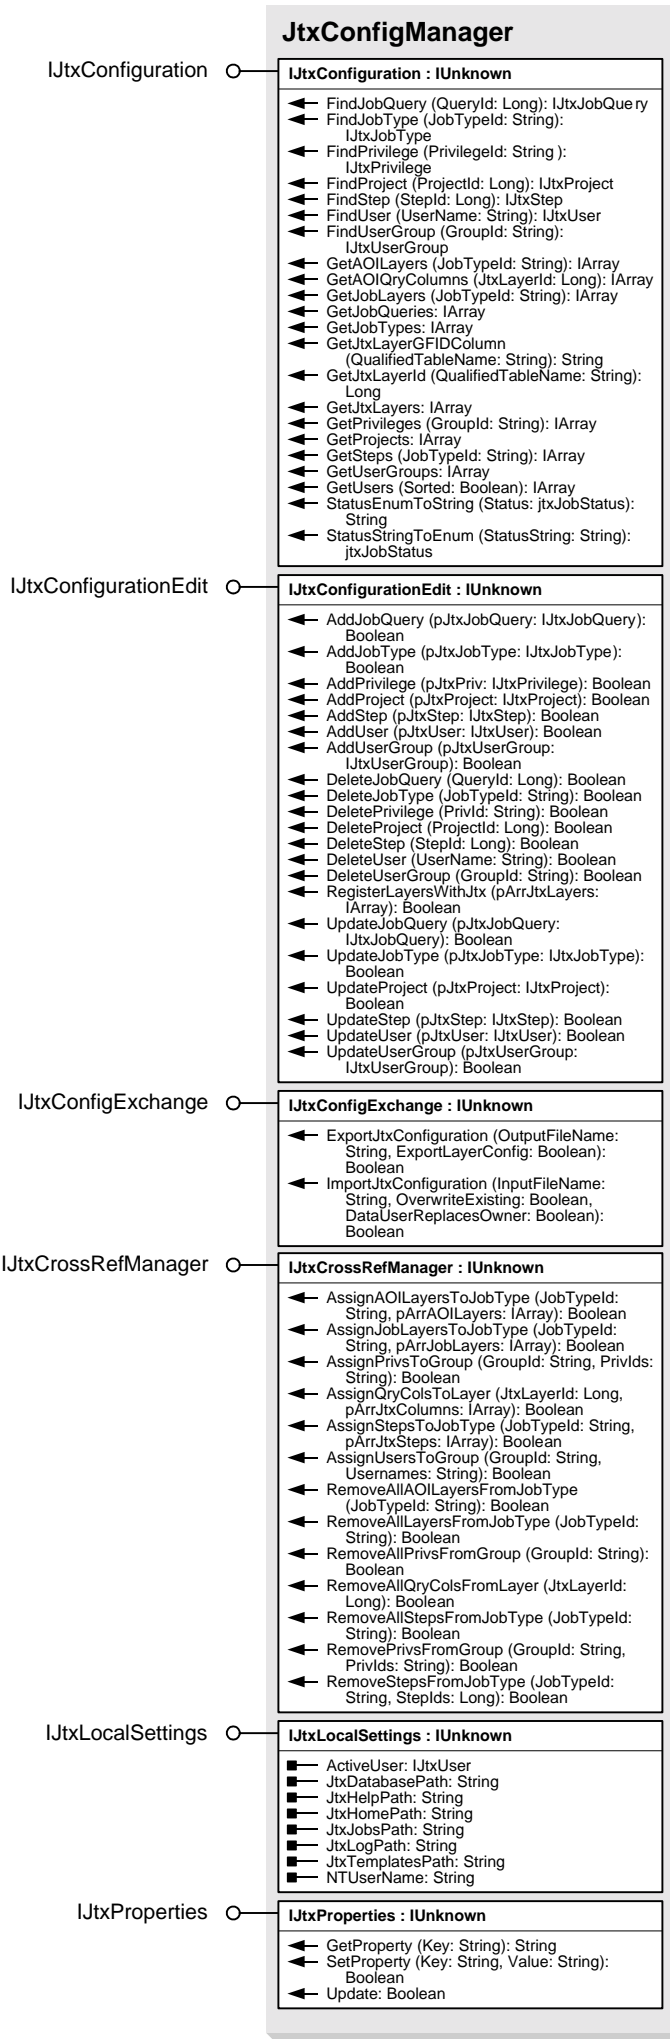 JtxConfigManager
IJtxConfiguration
IJtxConfiguration : IUnknown
FindJobQuery (QueryId: Long): IJtxJobQuery
FindJobType (JobTypeId: String):
IJtxJobType
FindPrivilege (PrivilegeId: String ):
IJtxPrivilege
FindProject (ProjectId: Long): IJtxProject
FindStep (StepId: Long): IJtxStep
FindUser (UserName: String): IJtxUser
FindUserGroup (GroupId: String):
IJtxUserGroup
GetAOILayers (JobTypeId: String): IArray
GetAOIQryColumns (JtxLayerId: Long): IArray
GetJobLayers (JobTypeId: String): IArray
GetJobQueries: IArray
GetJobTypes: IArray
GetJtxLayerGFIDColumn
(QualifiedTableName: String): String
GetJtxLayerId (QualifiedTableName: String):
Long
GetJtxLayers: IArray
GetPrivileges (GroupId: String): IArray
GetProjects: IArray
GetSteps (JobTypeId: String): IArray
GetUserGroups: IArray
GetUsers (Sorted: Boolean): IArray
StatusEnumToString (Status: jtxJobStatus):
String
StatusStringToEnum (StatusString: String):
jtxJobStatus
IJtxConfigurationEdit
IJtxConfigurationEdit : IUnknown
AddJobQuery (pJtxJobQuery: IJtxJobQuery):
Boolean
AddJobType (pJtxJobType: IJtxJobType):
Boolean
AddPrivilege (pJtxPriv: IJtxPrivilege): Boolean
AddProject (pJtxProject: IJtxProject): Boolean
AddStep (pJtxStep: IJtxStep): Boolean
AddUser (pJtxUser: IJtxUser): Boolean
AddUserGroup (pJtxUserGroup:
IJtxUserGroup): Boolean
DeleteJobQuery (QueryId: Long): Boolean
DeleteJobType (JobTypeId: String): Boolean
DeletePrivilege (PrivId: String): Boolean
DeleteProject (ProjectId: Long): Boolean
DeleteStep (StepId: Long): Boolean
DeleteUser (UserName: String): Boolean
DeleteUserGroup (GroupId: String): Boolean
RegisterLayersWithJtx (pArrJtxLayers:
IArray): Boolean
UpdateJobQuery (pJtxJobQuery:
IJtxJobQuery): Boolean
UpdateJobType (pJtxJobType: IJtxJobType):
Boolean
UpdateProject (pJtxProject: IJtxProject):
Boolean
UpdateStep (pJtxStep: IJtxStep): Boolean
UpdateUser (pJtxUser: IJtxUser): Boolean
UpdateUserGroup (pJtxUserGroup:
IJtxUserGroup): Boolean
IJtxConfigExchange
IJtxConfigExchange : IUnknown
ExportJtxConfiguration (OutputFileName:
String, ExportLayerConfig: Boolean):
Boolean
ImportJtxConfiguration (InputFileName:
String, OverwriteExisting: Boolean,
DataUserReplacesOwner: Boolean):
Boolean
IJtxCrossRefManager
IJtxCrossRefManager : IUnknown
AssignAOILayersToJobType (JobTypeId:
String, pArrAOILayers: IArray): Boolean
AssignJobLayersToJobType (JobTypeId:
String, pArrJobLayers: IArray): Boolean
AssignPrivsToGroup (GroupId: String, PrivIds:
String): Boolean
AssignQryColsToLayer (JtxLayerId: Long,
pArrJtxColumns: IArray): Boolean
AssignStepsToJobType (JobTypeId: String,
pArrJtxSteps: IArray): Boolean
AssignUsersToGroup (GroupId: String,
Usernames: String): Boolean
RemoveAllAOILayersFromJobType
(JobTypeId: String): Boolean
RemoveAllLayersFromJobType (JobTypeId:
String): Boolean
RemoveAllPrivsFromGroup (GroupId: String):
Boolean
RemoveAllQryColsFromLayer (JtxLayerId:
Long): Boolean
RemoveAllStepsFromJobType (JobTypeId:
String): Boolean
RemovePrivsFromGroup (GroupId: String,
PrivIds: String): Boolean
RemoveStepsFromJobType (JobTypeId:
String, StepIds: Long): Boolean
IJtxLocalSettings
IJtxLocalSettings : IUnknown
ActiveUser: IJtxUser
JtxDatabasePath: String
JtxHelpPath: String
JtxHomePath: String
JtxJobsPath: String
JtxLogPath: String
JtxTemplatesPath: String
NTUserName: String
IJtxProperties
IJtxProperties : IUnknown
GetProperty (Key: String): String
SetProperty (Key: String, Value: String):
Boolean
Update: Boolean